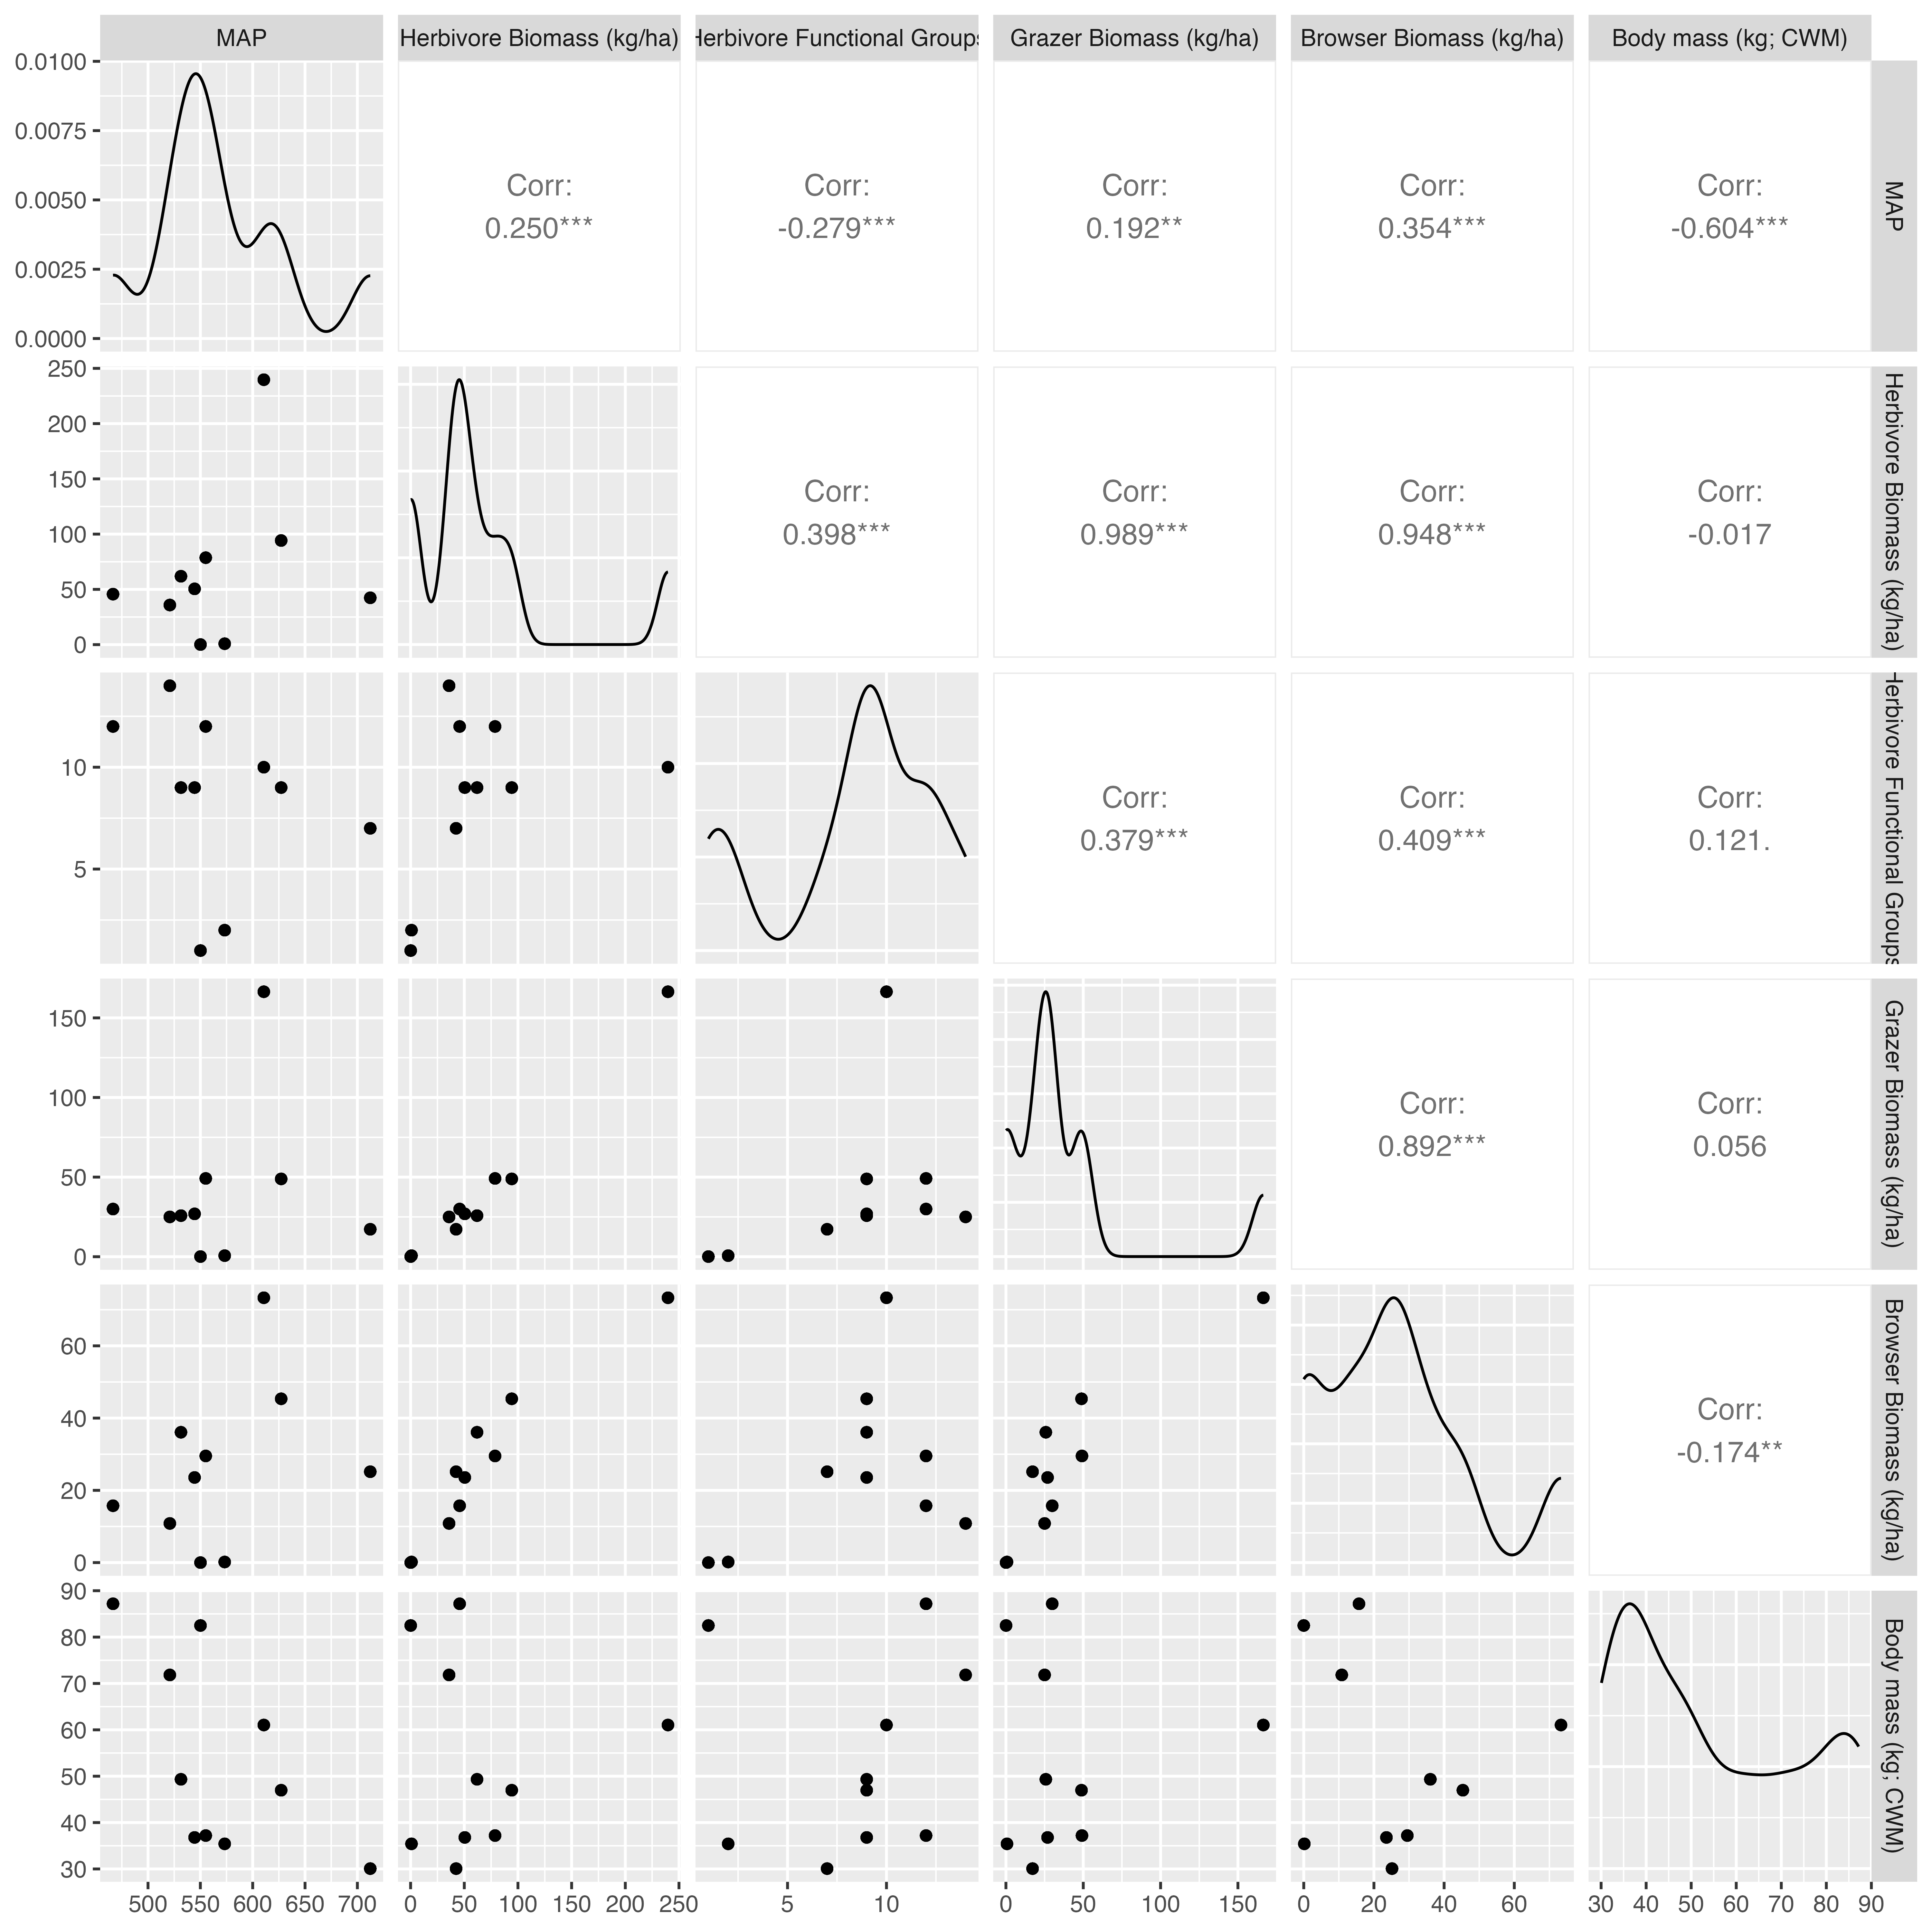 MAP
Herbivore Biomass (kg/ha)
Herbivore Functional Groups
Grazer Biomass (kg/ha)
Browser Biomass (kg/ha)
Body mass (kg; CWM)
0.0100
0.0075
0.0050
0.0025
0.0000
Corr:
0.250***
Corr:
-0.279***
Corr:
0.192**
Corr:
0.354***
Corr:
-0.604***
MAP
250
200
150
100
50
0
Corr:
0.398***
Corr:
0.989***
Corr:
0.948***
Corr:
-0.017
Herbivore Biomass (kg/ha)
10
5
Corr:
0.379***
Corr:
0.409***
Corr:
0.121.
Herbivore Functional Groups
150
100
50
0
Corr:
0.892***
Corr:
0.056
Grazer Biomass (kg/ha)
60
40
20
0
Corr:
-0.174**
Browser Biomass (kg/ha)
90
80
70
60
50
40
30
Body mass (kg; CWM)
500 550 600 650 700
0 50 100 150 200 250
5 10
0 50 100 150
0 20 40 60
30 40 50 60 70 80 90